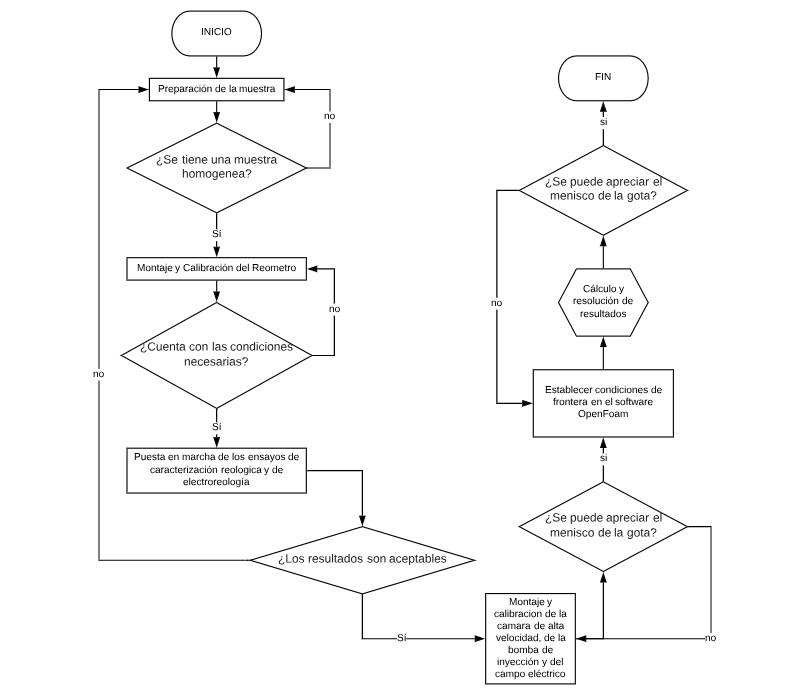 INICIO
Preparación de la muestra
no
¿Se tiene una muestra
homogenea?
Sí
Montaje y Calibración del Reometro
no
¿Cuenta con las condiciones
necesarias?
no
Sí
Puesta en marcha de los ensayos de
caracterización reologica y de
electroreología
¿Los resultados son aceptables
Sí
Montaje y
calibracion de la
camara de alta
velocidad, de la
bomba de
inyección y del
campo eléctrico
no
¿Se puede apreciar el
menisco de la gota?
si
Establecer condiciones de
frontera en el software
OpenFoam
Cálculo y
resolución de
resultados
no
¿Se puede apreciar el
menisco de la gota?
si
FIN